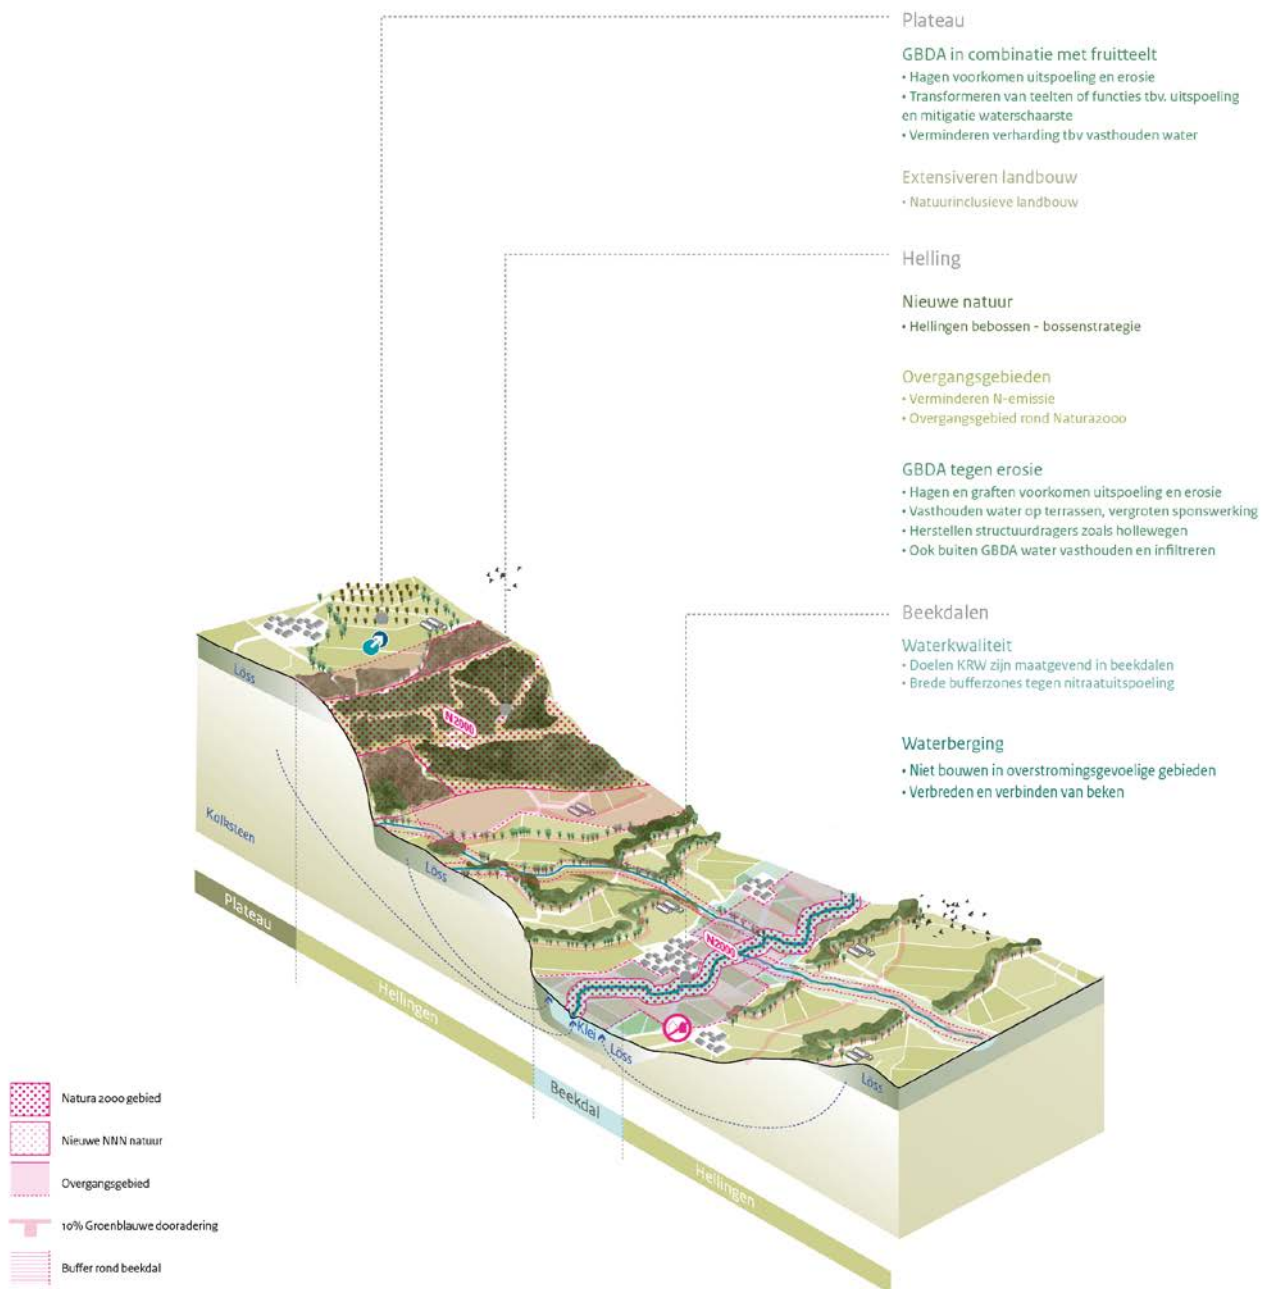 Plateau
GBDA in combinatie met fruitteelt
• Hagen voorkomen uitspoeling en erosie
• Transformeren van teelten of functies tbv. uitspoeling
en mitigatie waterschaarste
• Verminderen verharding tbv vasthouden water
Extensiveren landbouw
• Natuurinclusieve landbouw
Helling
Nieuwe natuur
• Hellingen bebossen - bossenstrategie
Overgangsgebieden
• Verminderen N-emissie
• Overgangsgebied rond Natura2000
GBDA tegen erosie
• Hagen en graften voorkomen uitspoeling en erosie
• Vasthouden water op terrassen, vergroten sponswerking
• Herstellen structuurdragers zoals hollewegen
• Ook buiten GBDA water vasthouden en infiltreren
Beekdalen
Waterkwaliteit
• Doelen KRW zijn maatgevend in beekdalen
• Brede bufferzones tegen nitraatuitspoeling
Waterberging
• Niet bouwen in overstromingsgevoelige gebieden
• Verbreden en verbinden van beken
Löss
N2000
Kolksteen
Löss
Plateau
N2000
Hellingen
Klei
Löss
Löss
Beekdal
Hellingen
Natura 2000 gebied
Nieuwe NNN natuur
Overgangsgebied
10% Groenblauwe dooradering
Buffer rond beekdal